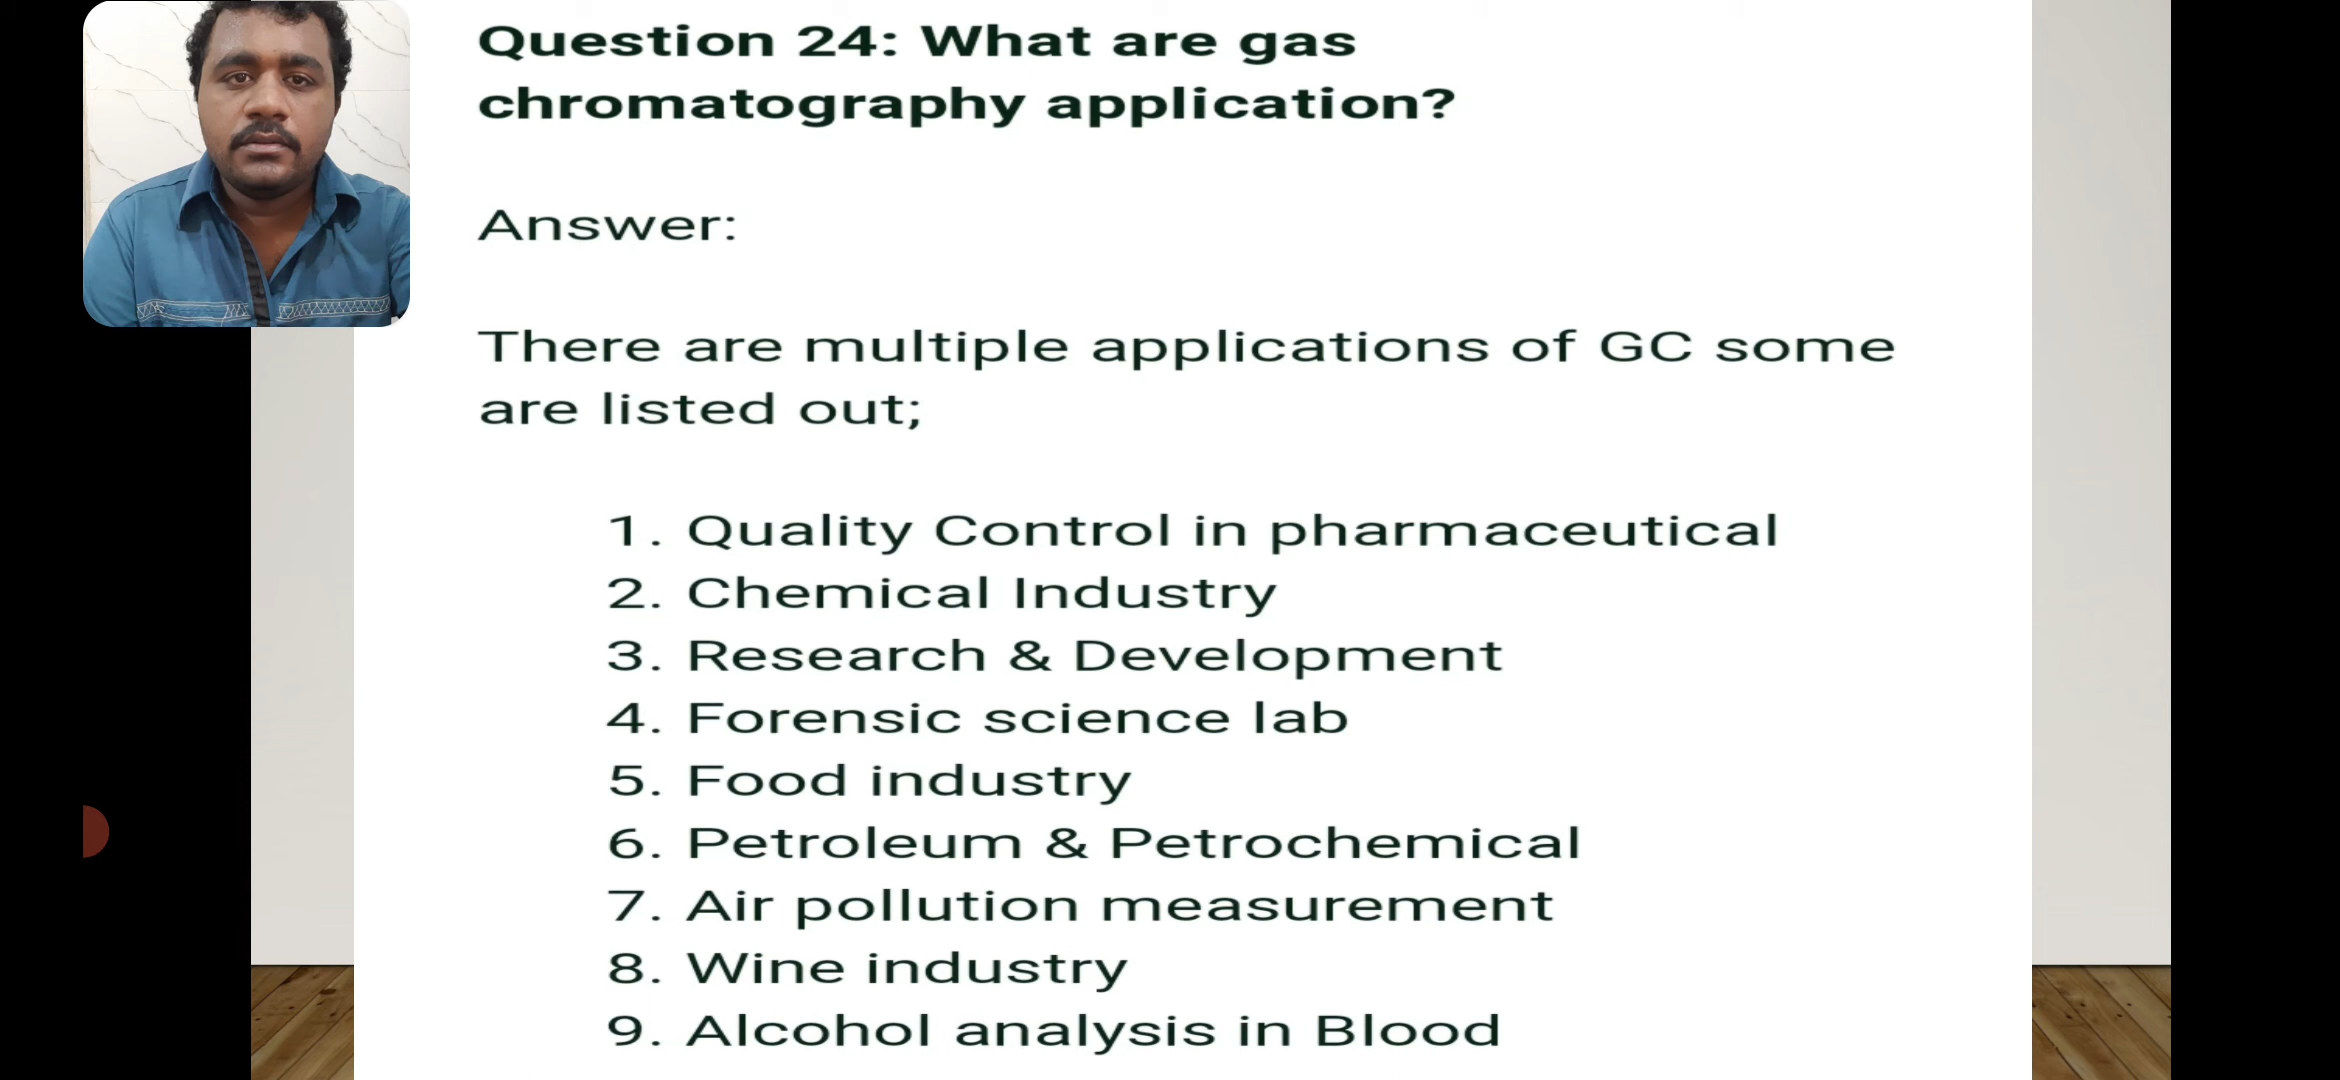 Question 24: What are gas
chromatography application?
Answer:
There are multiple applications of GC some
are listed out;
1. Quality Control in pharmaceutical
2. Chemical Industry
3. Research & Development
4. Forensic science lab
5. Food industry
6. Petroleum & Petrochemical
7. Air pollution measurement
8. Wine industry
9. Alcohol analysis in Blood